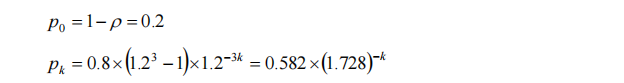 p₀ = 1 − ρ = 0.2
pₖ = 0.8 × (1.2³ − 1) × 1.2⁻³ᵏ = 0.582 × (1.728)⁻ᵏ